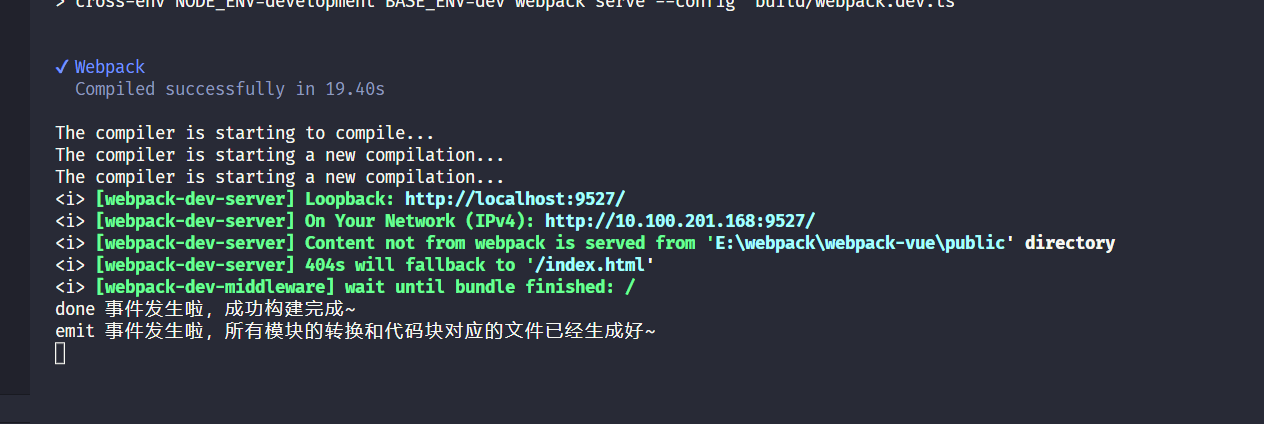 > cross-env NODE_ENV=development BASE_ENV=dev webpack serve --config  build/webpack.dev.ts
✓ Webpack
Compiled successfully in 19.40s
The compiler is starting to compile...
The compiler is starting a new compilation...
The compiler is starting a new compilation...
<i> [webpack-dev-server] Loopback: http://localhost:9527/
<i> [webpack-dev-server] On Your Network (IPv4): http://10.100.201.168:9527/
<i> [webpack-dev-server] Content not from webpack is served from 'E:\webpack\webpack-vue\public' directory
<i> [webpack-dev-server] 404s will fallback to '/index.html'
<i> [webpack-dev-middleware] wait until bundle finished: /
done 事件发生啦，成功构建完成~
emit 事件发生啦，所有模块的转换和代码块对应的文件已经生成好~